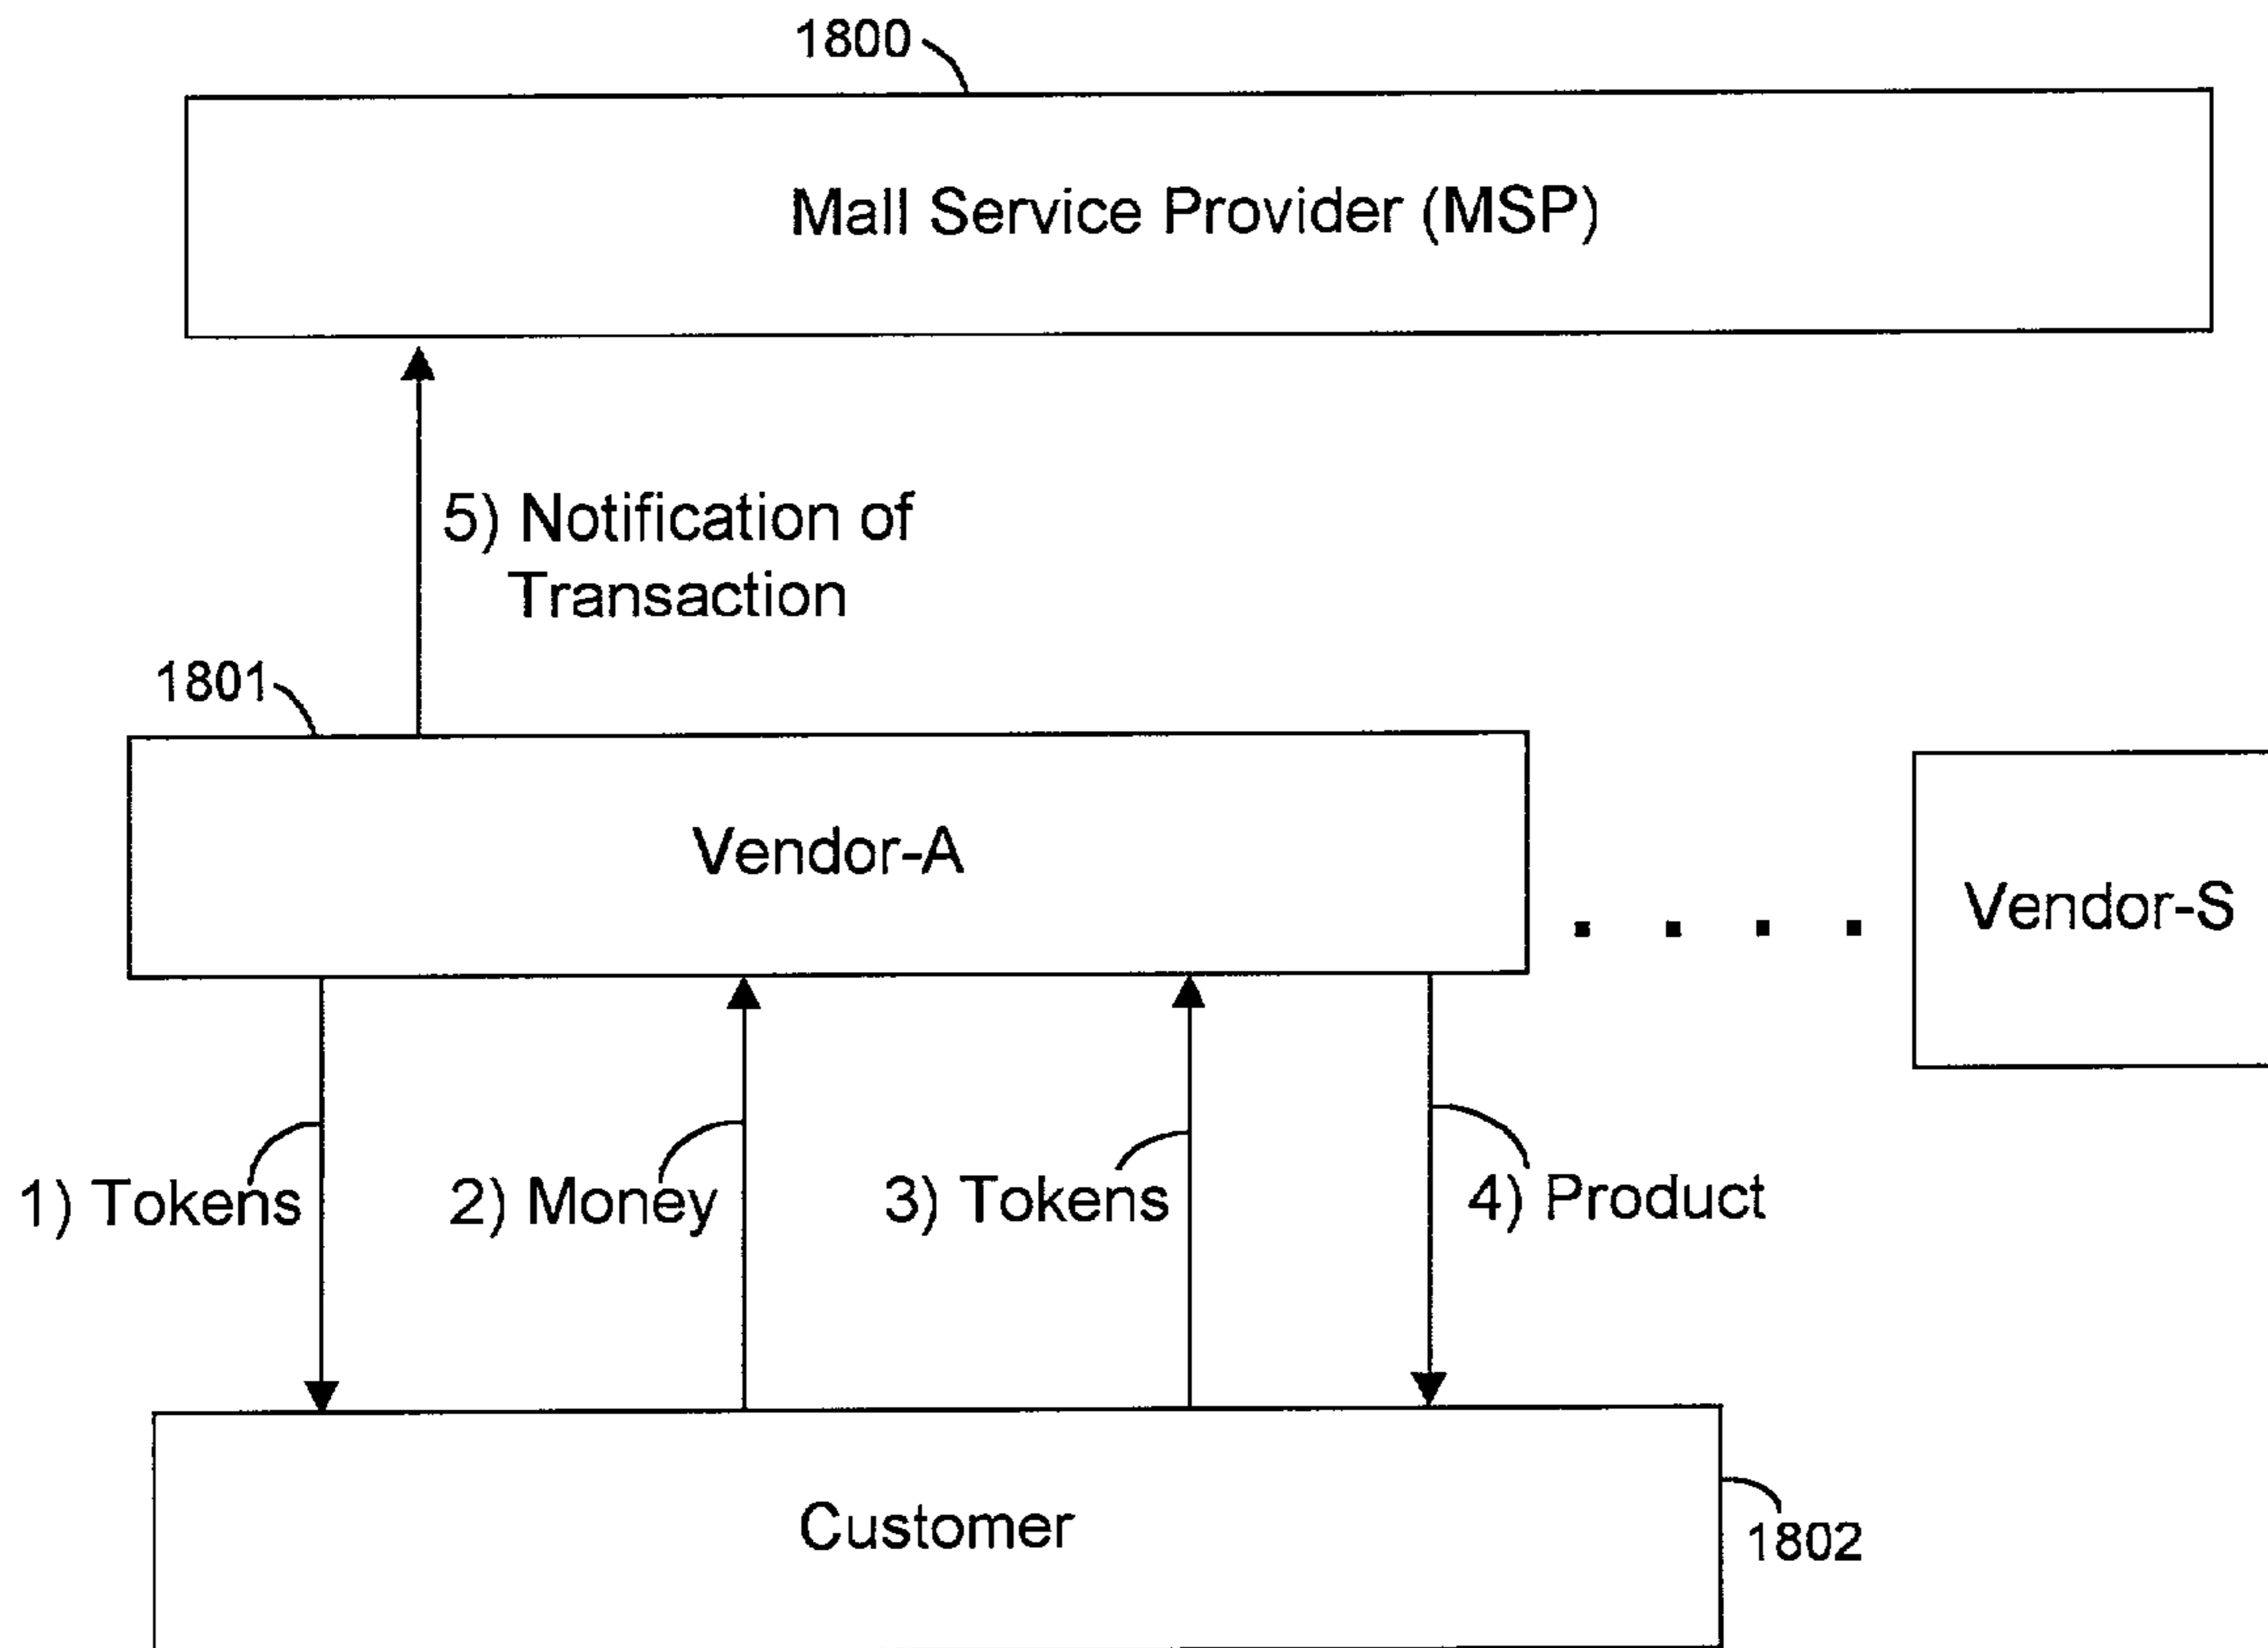 1800
Mall Service Provider (MSP)
5) Notification of
Transaction
1801
Vendor-A
. . . .
Vendor-S
1) Tokens
2) Money
3) Tokens
4) Product
Customer
1802